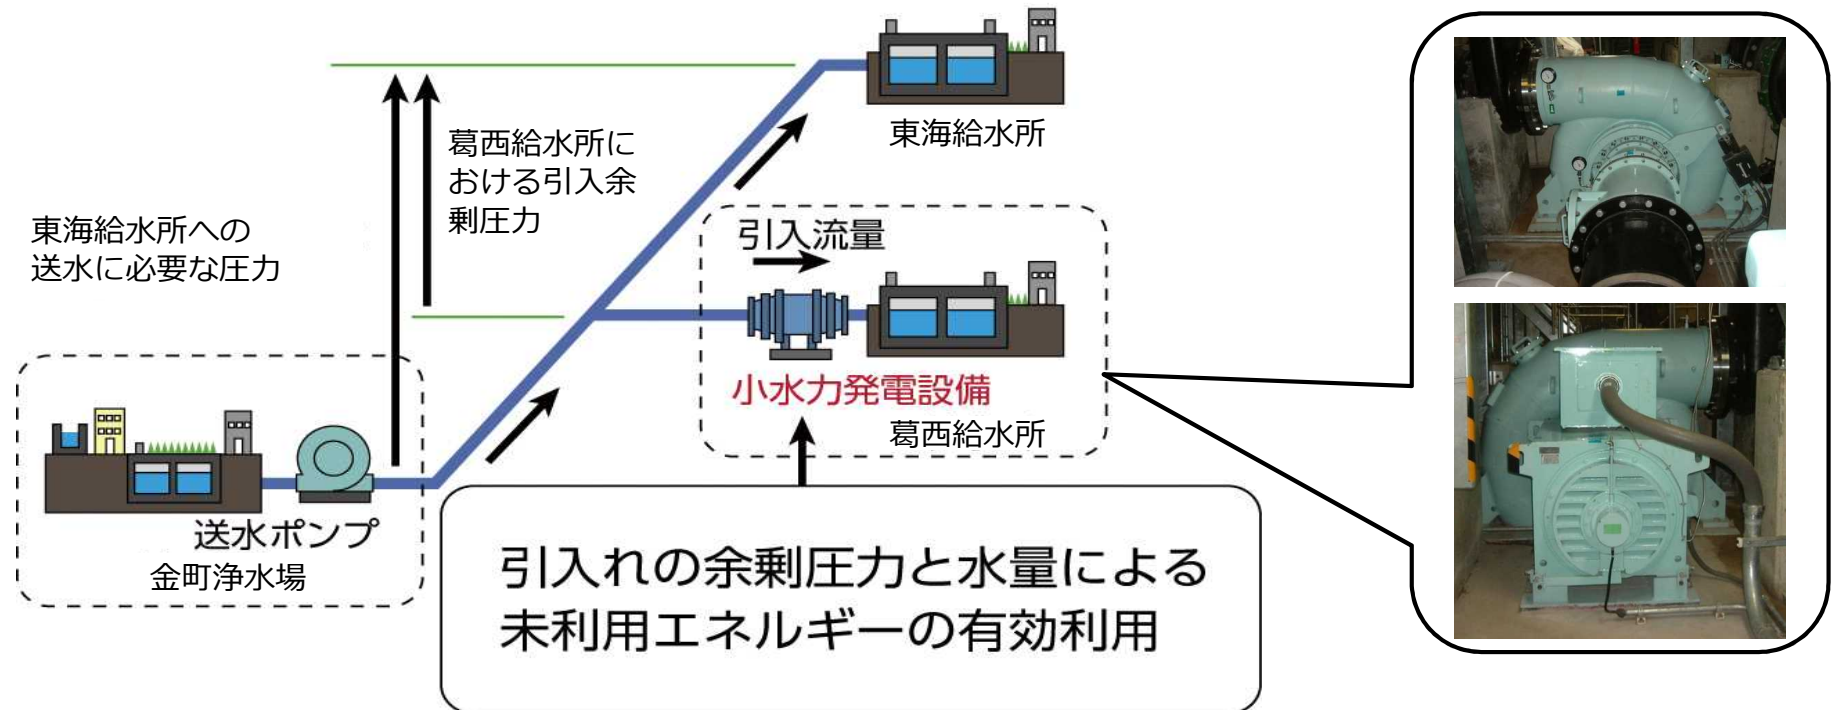 東海給水所
葛西給水所に
おける引入余
剰圧力
東海給水所への
送水に必要な圧力
引入流量
小水力発電設備
葛西給水所
送水ポンプ
金町浄水場
引入れの余剰圧力と水量による
未利用エネルギーの有効利用